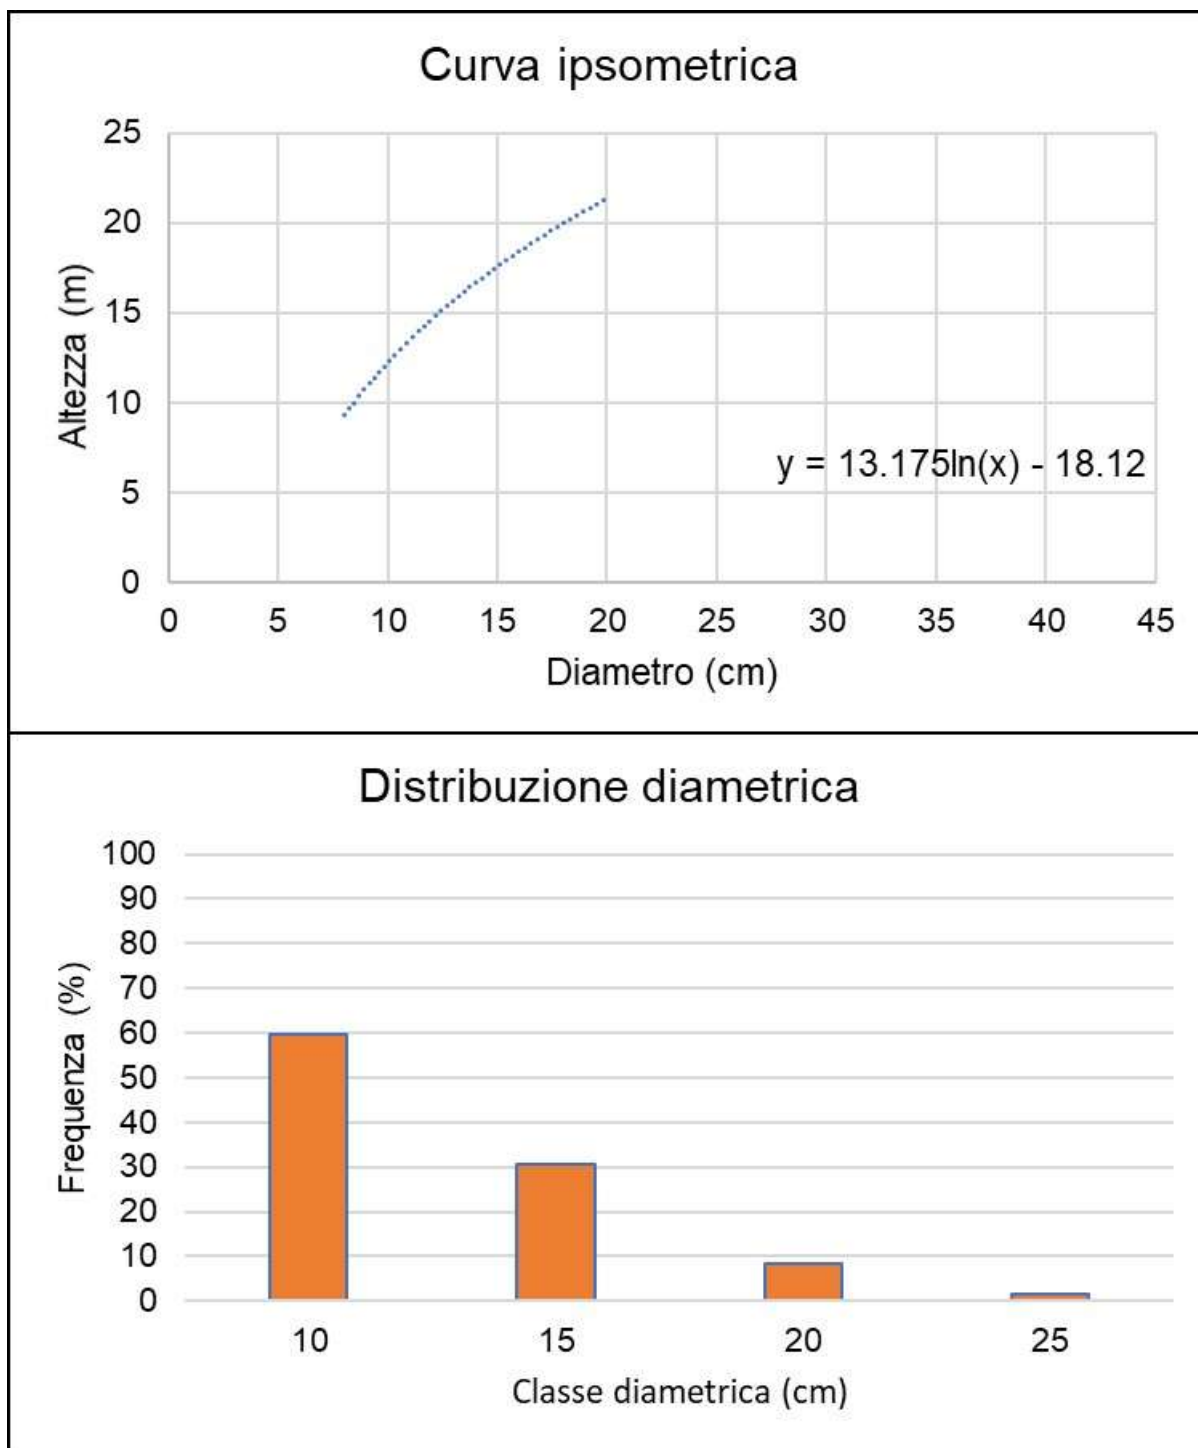 Curva ipsometrica
25
20
15
10
5
0
Altezza (m)
y = 13.175ln(x) - 18.12
0 5 10 15 20 25 30 35 40 45
Diametro (cm)
Distribuzione diametrica
100
90
80
70
60
50
40
30
20
10
0
Frequenza (%)
10 15 20 25
Classe diametrica (cm)